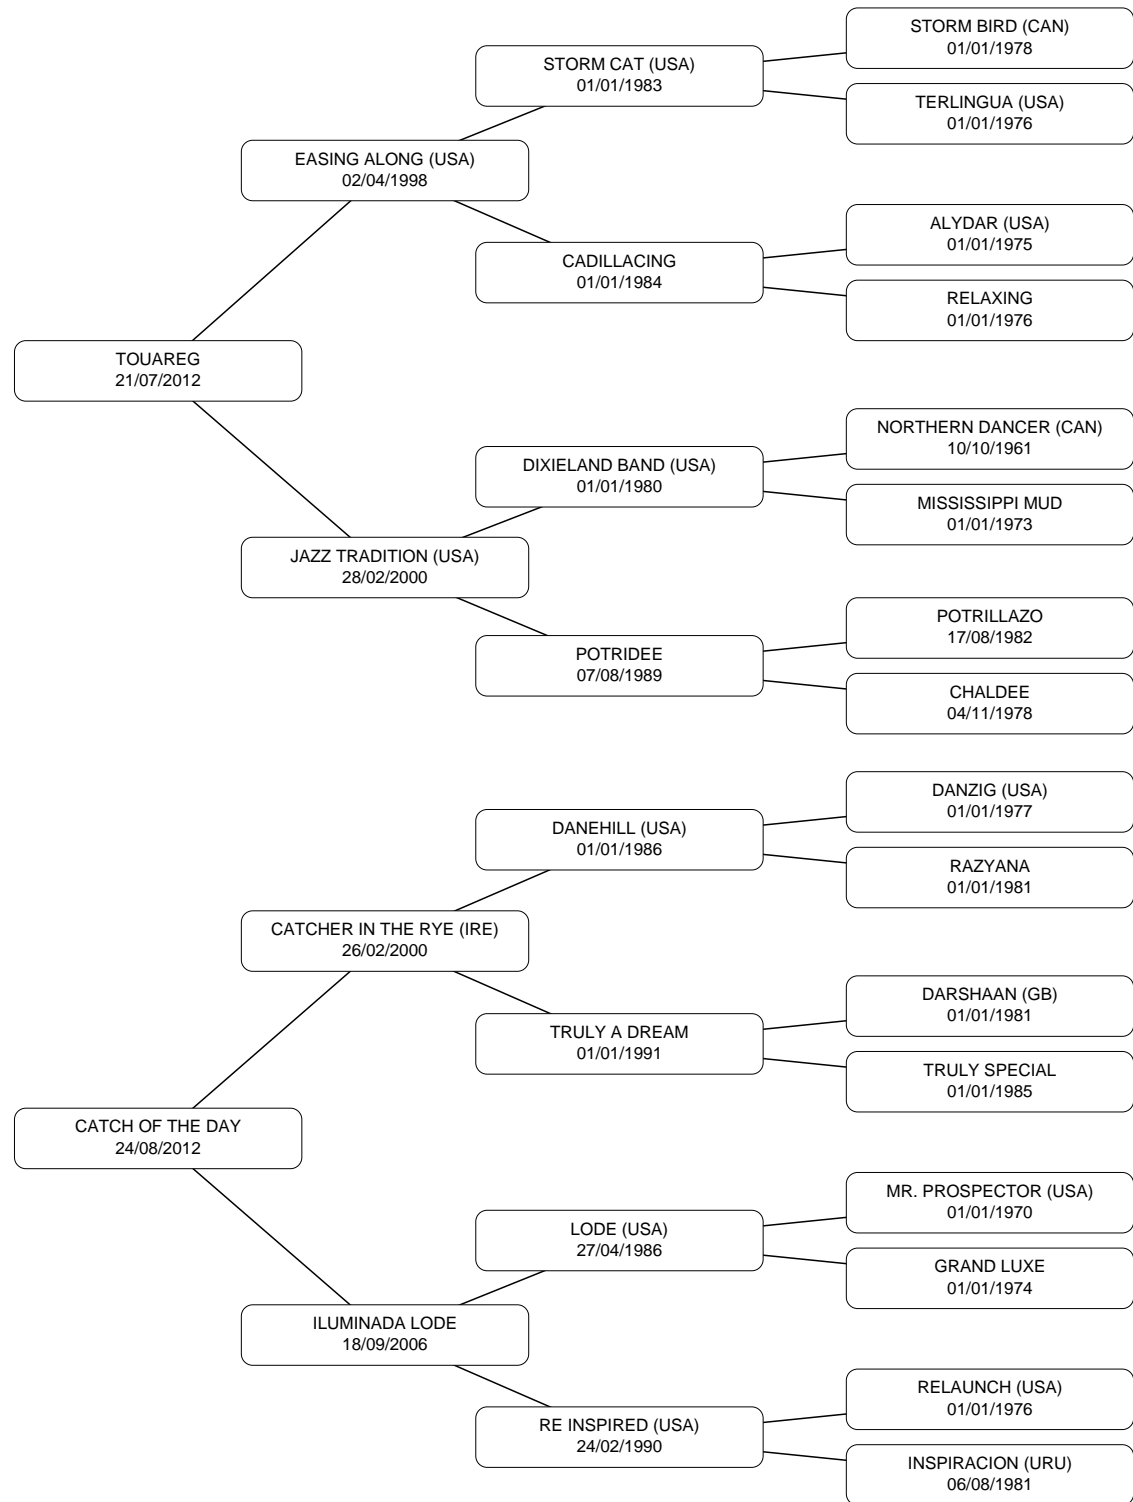 STORM BIRD (CAN)
01/01/1978
STORM CAT (USA)
01/01/1983
TERLINGUA (USA)
01/01/1976
EASING ALONG (USA)
02/04/1998
ALYDAR (USA)
01/01/1975
CADILLACING
01/01/1984
RELAXING
01/01/1976
TOUAREG
21/07/2012
NORTHERN DANCER (CAN)
10/10/1961
DIXIELAND BAND (USA)
01/01/1980
MISSISSIPPI MUD
01/01/1973
JAZZ TRADITION (USA)
28/02/2000
POTRILLAZO
17/08/1982
POTRIDEE
07/08/1989
CHALDEE
04/11/1978
DANZIG (USA)
01/01/1977
DANEHILL (USA)
01/01/1986
RAZYANA
01/01/1981
CATCHER IN THE RYE (IRE)
26/02/2000
DARSHAAN (GB)
01/01/1981
TRULY A DREAM
01/01/1991
TRULY SPECIAL
01/01/1985
CATCH OF THE DAY
24/08/2012
MR. PROSPECTOR (USA)
01/01/1970
LODE (USA)
27/04/1986
GRAND LUXE
01/01/1974
ILUMINADA LODE
18/09/2006
RELAUNCH (USA)
01/01/1976
RE INSPIRED (USA)
24/02/1990
INSPIRACION (URU)
06/08/1981